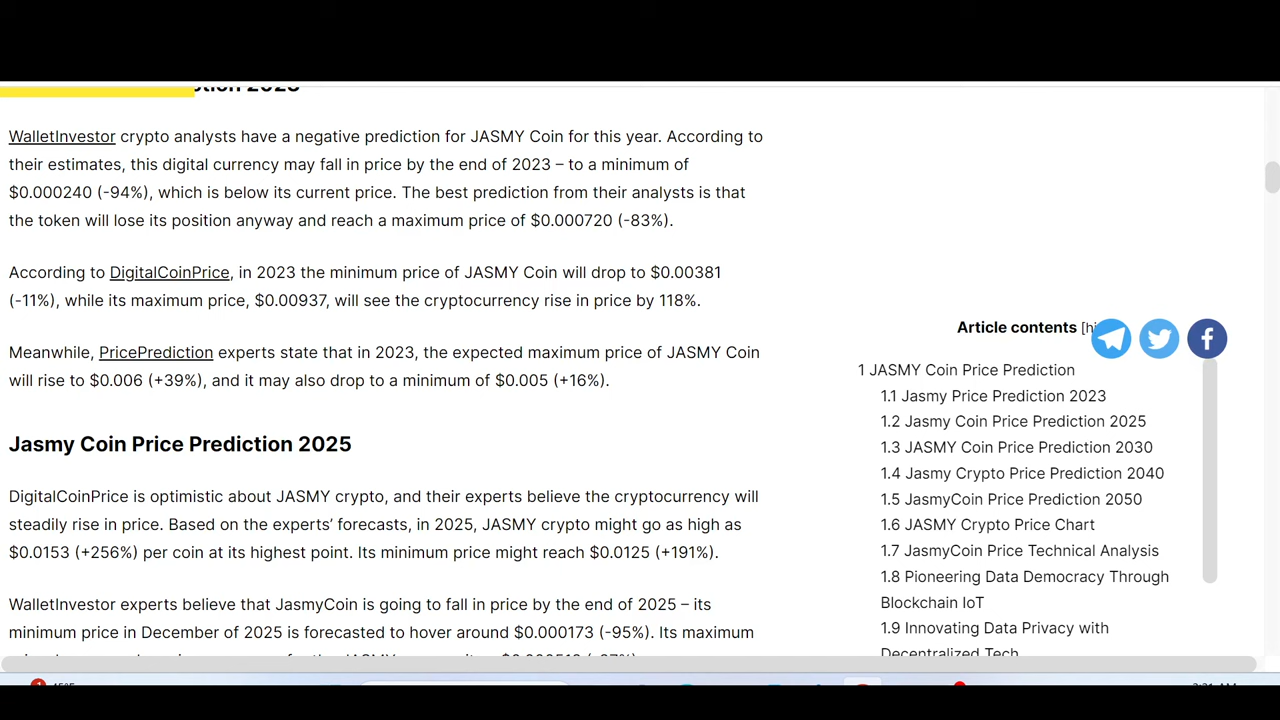 WalletInvestor crypto analysts have a negative prediction for JASMY Coin for this year. According to
their estimates, this digital currency may fall in price by the end of 2023 – to a minimum of
$0.000240 (-94%), which is below its current price. The best prediction from their analysts is that
the token will lose its position anyway and reach a maximum price of $0.000720 (-83%).
According to DigitalCoinPrice, in 2023 the minimum price of JASMY Coin will drop to $0.00381
(-11%), while its maximum price, $0.00937, will see the cryptocurrency rise in price by 118%.
Meanwhile, PricePrediction experts state that in 2023, the expected maximum price of JASMY Coin
will rise to $0.006 (+39%), and it may also drop to a minimum of $0.005 (+16%).
Jasmy Coin Price Prediction 2025
DigitalCoinPrice is optimistic about JASMY crypto, and their experts believe the cryptocurrency will
steadily rise in price. Based on the experts' forecasts, in 2025, JASMY crypto might go as high as
$0.0153 (+256%) per coin at its highest point. Its minimum price might reach $0.0125 (+191%).
WalletInvestor experts believe that JasmyCoin is going to fall in price by the end of 2025 – its
minimum price in December of 2025 is forecasted to hover around $0.000173 (-95%). Its maximum
Article contents
1 JASMY Coin Price Prediction
1.1 Jasmy Price Prediction 2023
1.2 Jasmy Coin Price Prediction 2025
1.3 JASMY Coin Price Prediction 2030
1.4 Jasmy Crypto Price Prediction 2040
1.5 JasmyCoin Price Prediction 2050
1.6 JASMY Crypto Price Chart
1.7 JasmyCoin Price Technical Analysis
1.8 Pioneering Data Democracy Through
Blockchain IoT
1.9 Innovating Data Privacy with
Decentralized Tech